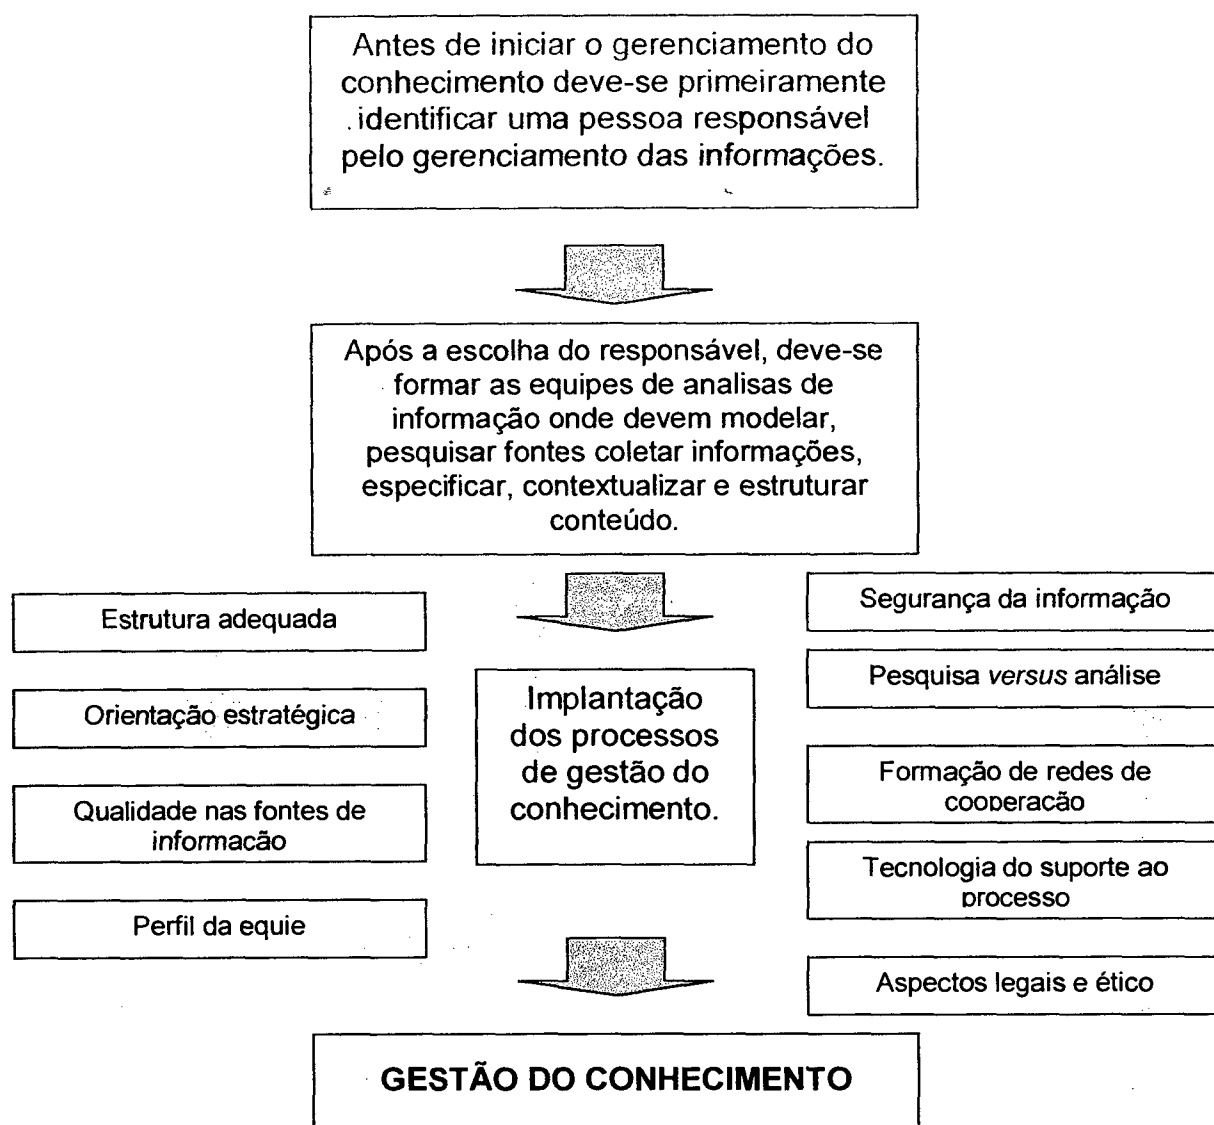 Antes de iniciar o gerenciamento do
conhecimento deve-se primeiramente
identificar uma pessoa responsável
pelo gerenciamento das informações.
Após a escolha do responsável, deve-se
formar as equipes de analisas de
informação onde devem modelar,
pesquisar fontes coletar informações,
especificar, contextualizar e estruturar
conteúdo.
Estrutura adequada
Orientação estratégica
Qualidade nas fontes de
informação
Perfil da equie
Implantação
dos processos
de gestão do
conhecimento.
Segurança da informação
Pesquisa versus análise
Formação de redes de
cooperação
Tecnologia do suporte ao
processo
Aspectos legais e ético
GESTÃO DO CONHECIMENTO